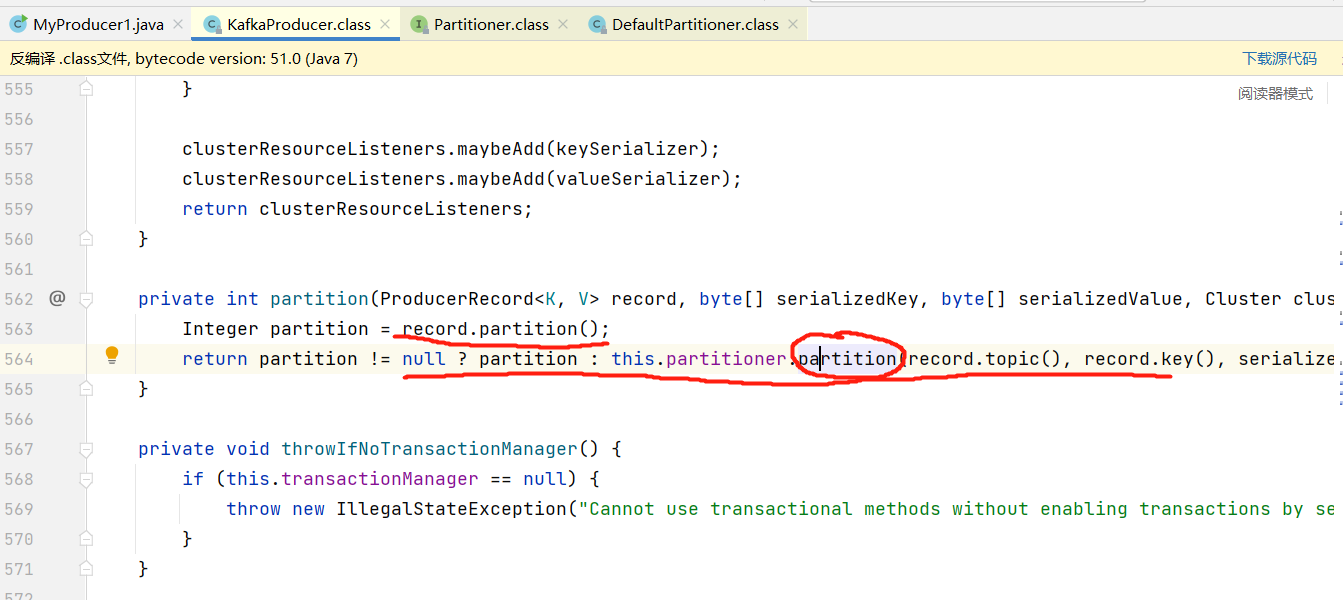 MyProducer1.java KafkaProducer.class Partitioner.class DefaultPartitioner.class
反编译 .class文件, bytecode version: 51.0 (Java 7) 下载源代码
阅读器模式
555 }
556
557 clusterResourceListeners.maybeAdd(keySerializer);
558 clusterResourceListeners.maybeAdd(valueSerializer);
559 return clusterResourceListeners;
560 }
561
562 @ private int partition(ProducerRecord<K, V> record, byte[] serializedKey, byte[] serializedValue, Cluster clus
563 Integer partition = record.partition();
564 return partition != null ? partition : this.partitioner.partition(record.topic(), record.key(), serialize
565 }
566
567 private void throwIfNoTransactionManager() {
568 if (this.transactionManager == null) {
569 throw new IllegalStateException("Cannot use transactional methods without enabling transactions by se
570 }
571 }
572